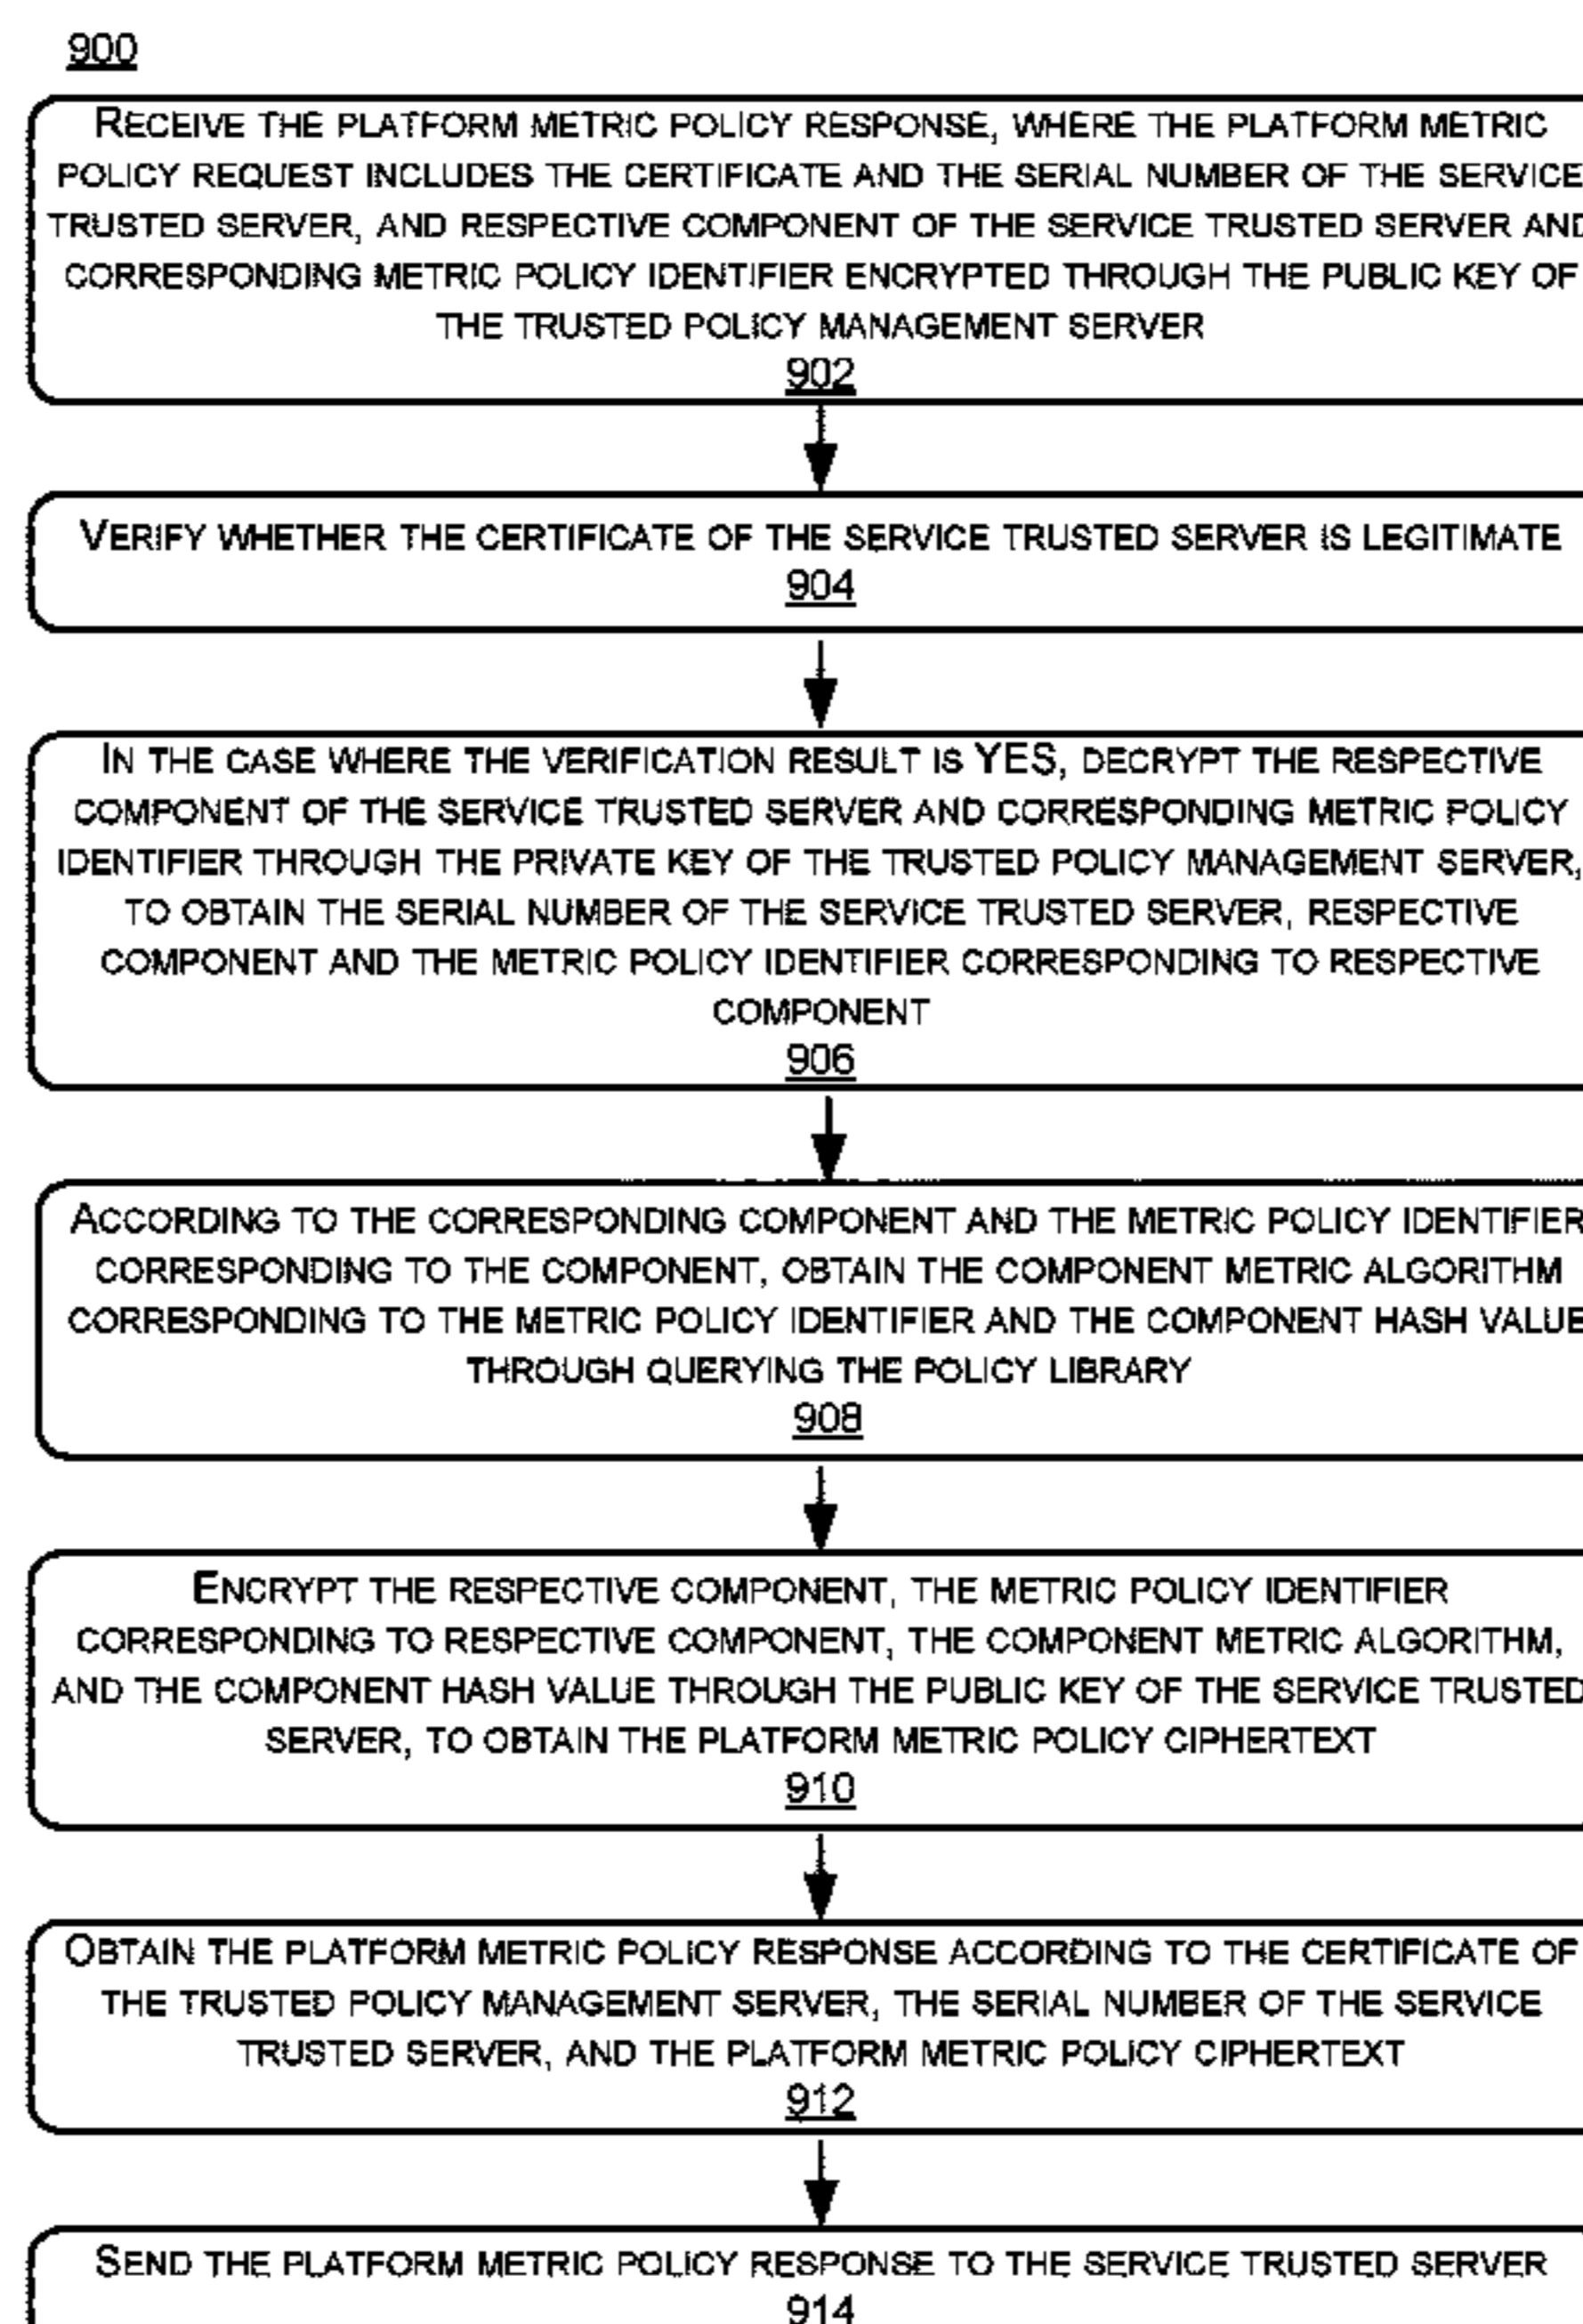 900
RECEIVE THE PLATFORM METRIC POLICY RESPONSE, WHERE THE PLATFORM METRIC
POLICY REQUEST INCLUDES THE CERTIFICATE AND THE SERIAL NUMBER OF THE SERVICE
TRUSTED SERVER, AND RESPECTIVE COMPONENT OF THE SERVICE TRUSTED SERVER AND
CORRESPONDING METRIC POLICY IDENTIFIER ENCRYPTED THROUGH THE PUBLIC KEY OF
THE TRUSTED POLICY MANAGEMENT SERVER
902
VERIFY WHETHER THE CERTIFICATE OF THE SERVICE TRUSTED SERVER IS LEGITIMATE
904
IN THE CASE WHERE THE VERIFICATION RESULT IS YES, DECRYPT THE RESPECTIVE
COMPONENT OF THE SERVICE TRUSTED SERVER AND CORRESPONDING METRIC POLICY
IDENTIFIER THROUGH THE PRIVATE KEY OF THE TRUSTED POLICY MANAGEMENT SERVER,
TO OBTAIN THE SERIAL NUMBER OF THE SERVICE TRUSTED SERVER, RESPECTIVE
COMPONENT AND THE METRIC POLICY IDENTIFIER CORRESPONDING TO RESPECTIVE
COMPONENT
906
ACCORDING TO THE CORRESPONDING COMPONENT AND THE METRIC POLICY IDENTIFIER
CORRESPONDING TO THE COMPONENT, OBTAIN THE COMPONENT METRIC ALGORITHM
CORRESPONDING TO THE METRIC POLICY IDENTIFIER AND THE COMPONENT HASH VALUE
THROUGH QUERYING THE POLICY LIBRARY
908
ENCRYPT THE RESPECTIVE COMPONENT, THE METRIC POLICY IDENTIFIER
CORRESPONDING TO RESPECTIVE COMPONENT, THE COMPONENT METRIC ALGORITHM,
AND THE COMPONENT HASH VALUE THROUGH THE PUBLIC KEY OF THE SERVICE TRUSTED
SERVER, TO OBTAIN THE PLATFORM METRIC POLICY CIPHERTEXT
910
OBTAIN THE PLATFORM METRIC POLICY RESPONSE ACCORDING TO THE CERTIFICATE OF
THE TRUSTED POLICY MANAGEMENT SERVER, THE SERIAL NUMBER OF THE SERVICE
TRUSTED SERVER, AND THE PLATFORM METRIC POLICY CIPHERTEXT
912
SEND THE PLATFORM METRIC POLICY RESPONSE TO THE SERVICE TRUSTED SERVER
914